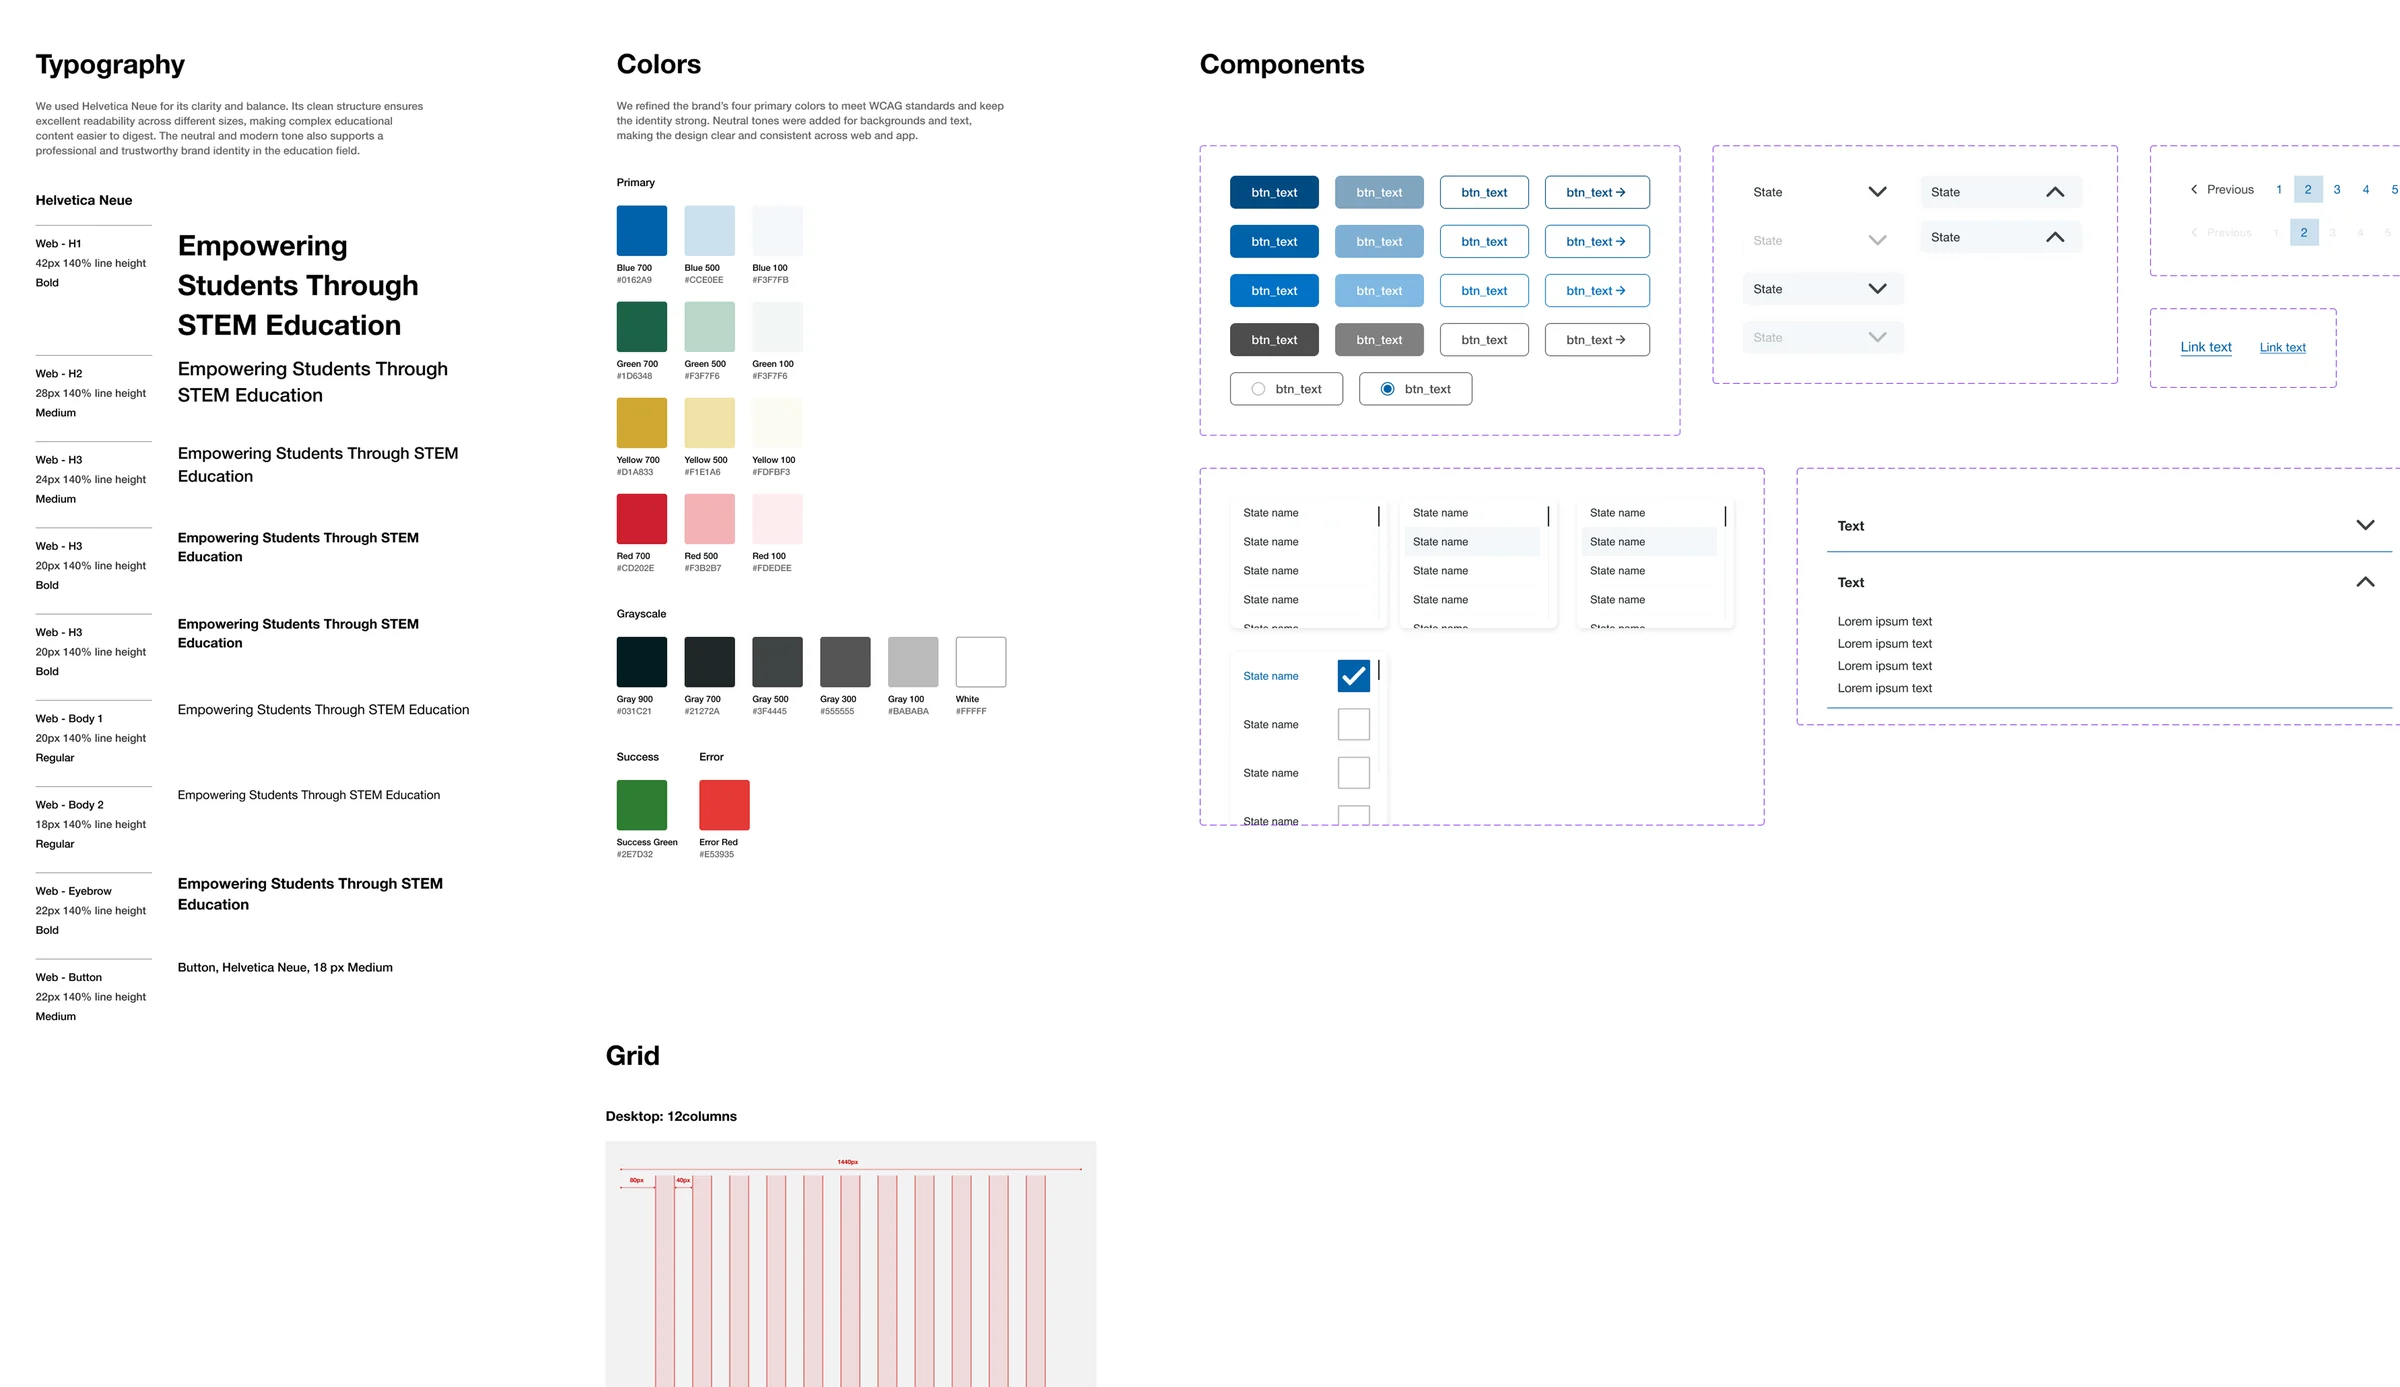 Typography
We used Helvetica Neue for its clarity and balance. Its clean structure ensures
excellent readability across different sizes, making complex educational
content easier to digest. The neutral and modern tone also supports a
professional and trustworthy brand identity in the education field.
Helvetica Neue
Web - H1
42px 140% line height
Bold
Empowering
Students Through
STEM Education
Web - H2
28px 140% line height
Medium
Empowering Students Through
STEM Education
Web - H3
24px 140% line height
Medium
Empowering Students Through STEM
Education
Web - H3
20px 140% line height
Bold
Empowering Students Through STEM
Education
Web - H3
20px 140% line height
Bold
Empowering Students Through STEM
Education
Web - Body 1
20px 140% line height
Regular
Empowering Students Through STEM Education
Web - Body 2
18px 140% line height
Regular
Empowering Students Through STEM Education
Web - Eyebrow
22px 140% line height
Bold
Empowering Students Through STEM
Education
Web - Button
22px 140% line height
Medium
Button, Helvetica Neue, 18 px Medium
Colors
We refined the brand’s four primary colors to meet WCAG standards and keep
the identity strong. Neutral tones were added for backgrounds and text,
making the design clear and consistent across web and app.
Primary
Blue 700 Blue 500 Blue 100
#0162A9 #CCE0EE #F3F7FB
Green 700 Green 500 Green 100
#1D6348 #F3F7F6 #F3F7F6
Yellow 700 Yellow 500 Yellow 100
#D1A833 #F1E1A6 #FDFBF3
Red 700 Red 500 Red 100
#CD202E #F3B2B7 #FDEDEE
Grayscale
Gray 900 Gray 700 Gray 500 Gray 300 Gray 100 White
#031C21 #21272A #3F4445 #555555 #BABABA #FFFFF
Success Error
Success Green Error Red
#2E7D32 #E53935
Grid
Desktop: 12columns
1440px
80px 40px
Components
btn_text btn_text btn_text btn_text
btn_text btn_text btn_text btn_text
btn_text btn_text btn_text btn_text
btn_text btn_text btn_text btn_text
btn_text btn_text
State State
State State
State
State
Previous 1 2 3 4 5
Previous 1 2 3 4 5
Link text Link text
State name State name State name
State name State name State name
State name State name State name
State name State name State name
State name State name State name
State name
State name
State name
State name
Text
Text
Lorem ipsum text
Lorem ipsum text
Lorem ipsum text
Lorem ipsum text